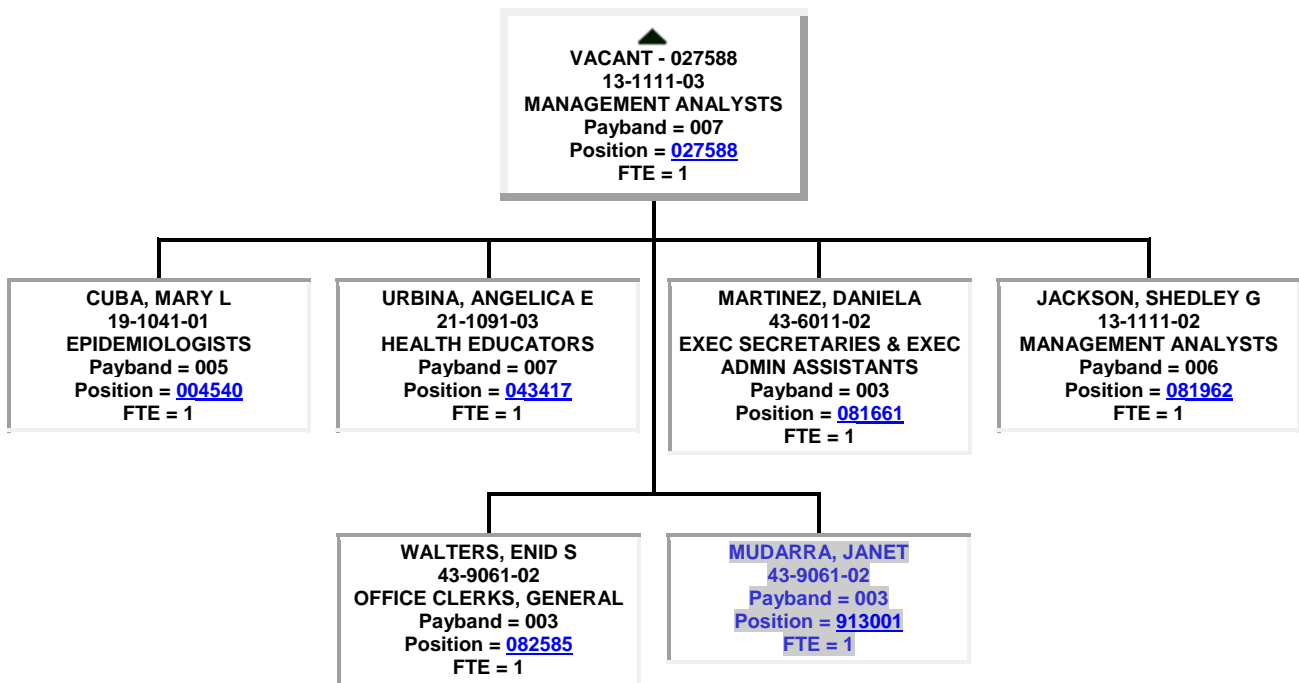 VACANT - 027588
13-1111-03
MANAGEMENT ANALYSTS
Payband = 007
Position = 027588
FTE = 1
CUBA, MARY L
19-1041-01
EPIDEMIOLOGISTS
Payband = 005
Position = 004540
FTE = 1
URBINA, ANGELICA E
21-1091-03
HEALTH EDUCATORS
Payband = 007
Position = 043417
FTE = 1
MARTINEZ, DANIELA
43-6011-02
EXEC SECRETARIES & EXEC
ADMIN ASSISTANTS
Payband = 003
Position = 081661
FTE = 1
JACKSON, SHEDLEY G
13-1111-02
MANAGEMENT ANALYSTS
Payband = 006
Position = 081962
FTE = 1
WALTERS, ENID S
43-9061-02
OFFICE CLERKS, GENERAL
Payband = 003
Position = 082585
FTE = 1
MUDARRA, JANET
43-9061-02
Payband = 003
Position = 913001
FTE = 1